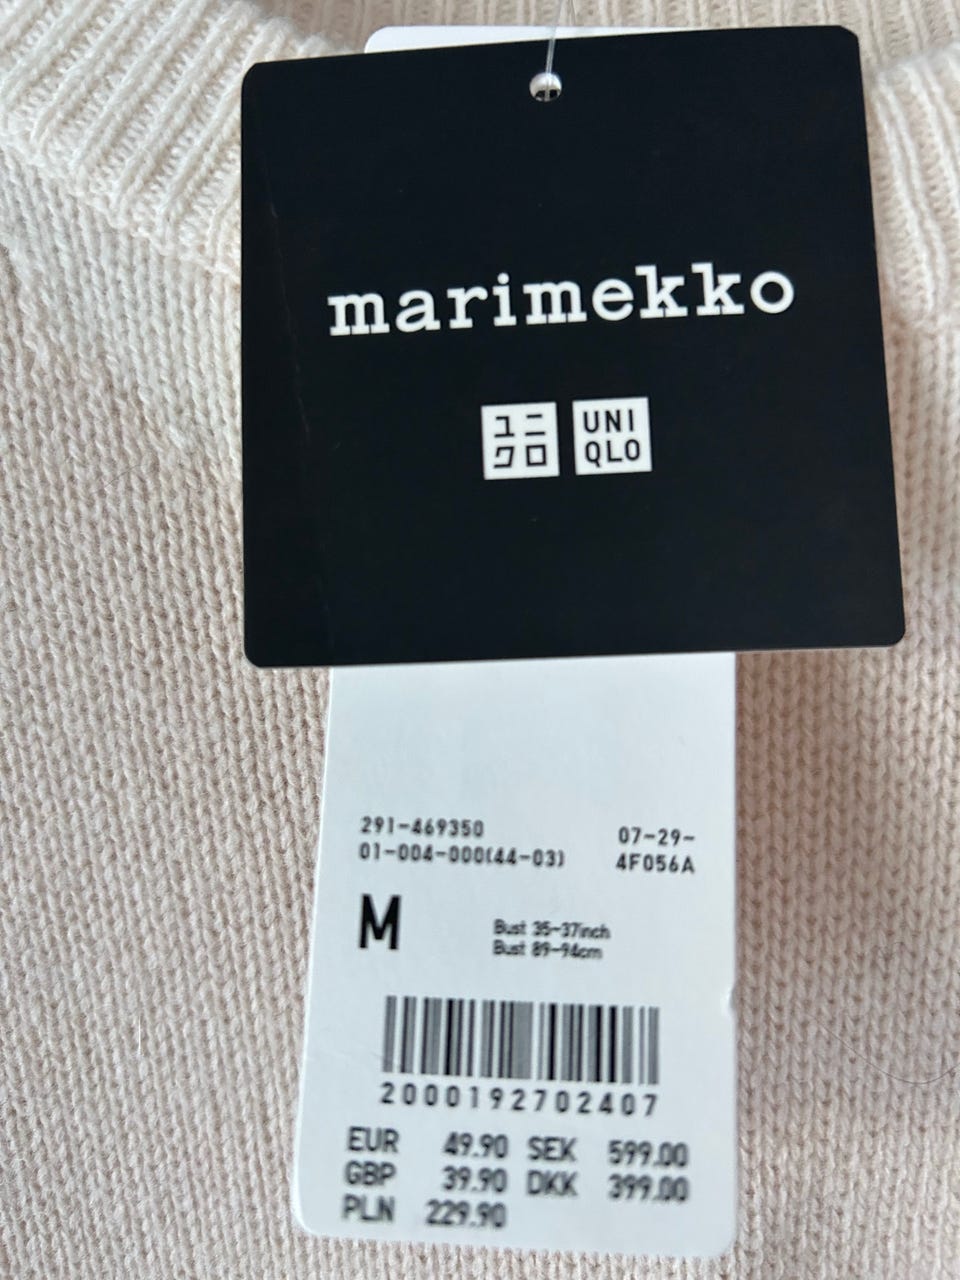 marimekko
ユニ
クロ
UNI
QLO
291-469350
01-004-000(44-03)
07-29-
4F056A
M
Bust 35-37inch
Bust 89-94cm
2000192702407
EUR 49.90 SEK 599.00
GBP 39.90 DKK 399.00
PLN 229.90